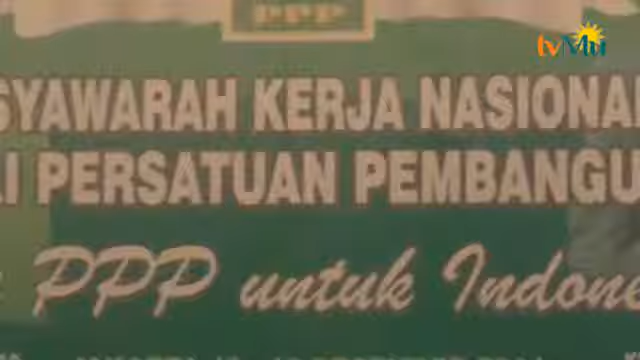 PPP
tvMu
SYAWARAH KERJA NASIONA
I PERSATUAN PEMBANGU
PPP untuk Indone